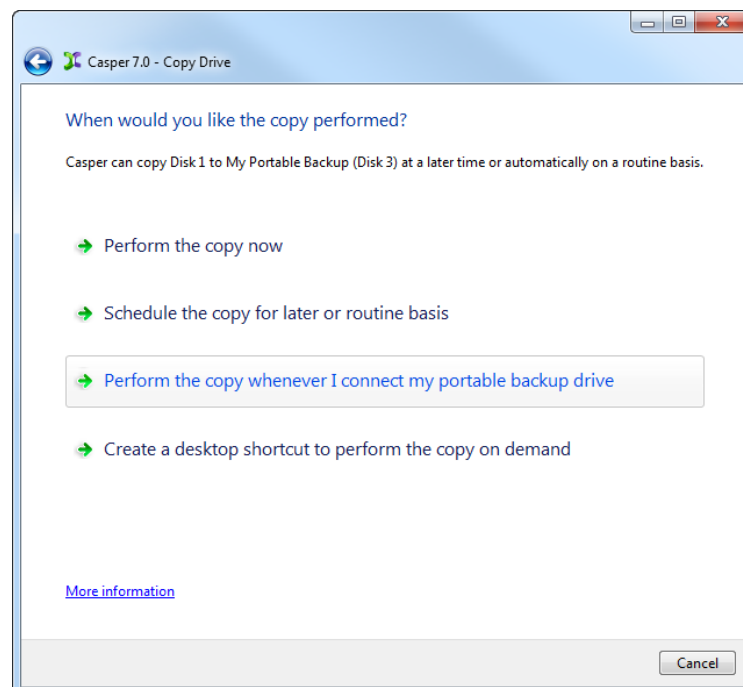 Casper 7.0 - Copy Drive
When would you like the copy performed?
Casper can copy Disk 1 to My Portable Backup (Disk 3) at a later time or automatically on a routine basis.
Perform the copy now
Schedule the copy for later or routine basis
Perform the copy whenever I connect my portable backup drive
Create a desktop shortcut to perform the copy on demand
More information
Cancel